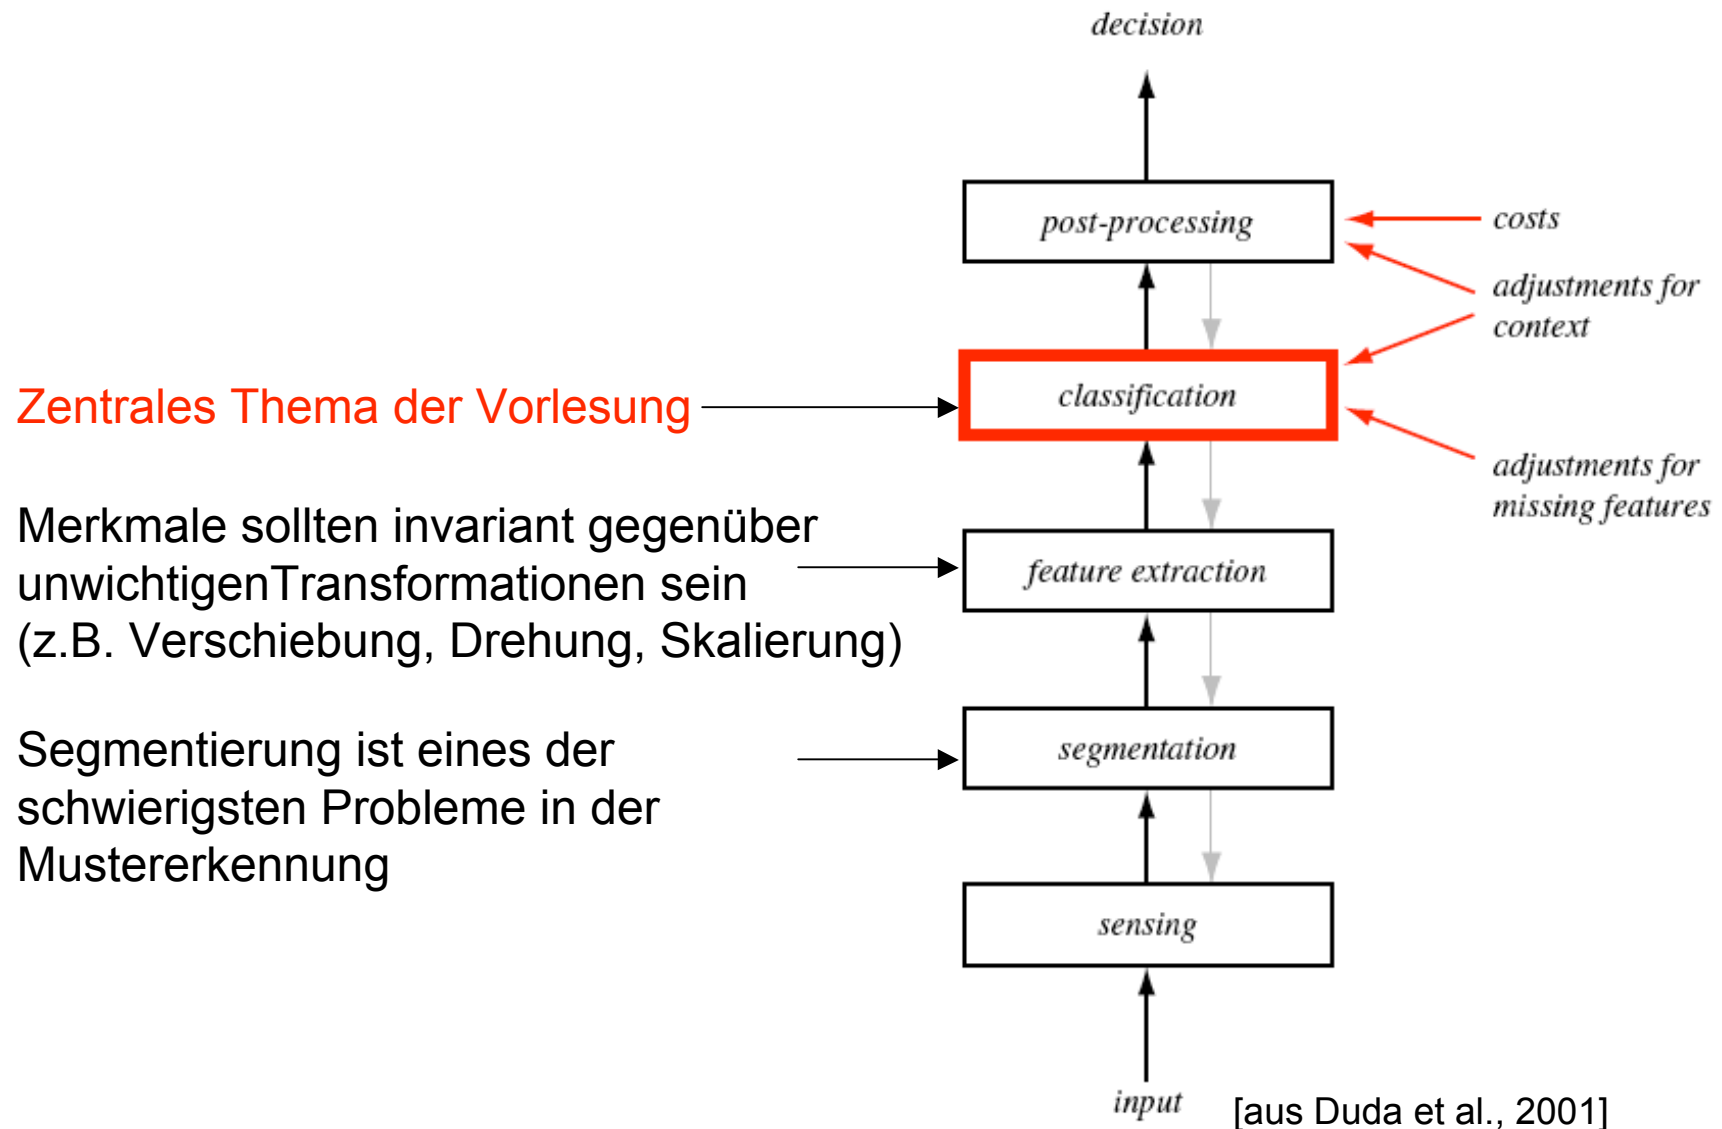 decision
post-processing
costs
adjustments for
context
classification
Zentrales Thema der Vorlesung
adjustments for
missing features
Merkmale sollten invariant gegenüber
unwichtigenTransformationen sein
(z.B. Verschiebung, Drehung, Skalierung)
feature extraction
Segmentierung ist eines der
schwierigsten Probleme in der
Mustererkennung
segmentation
sensing
input
[aus Duda et al., 2001]